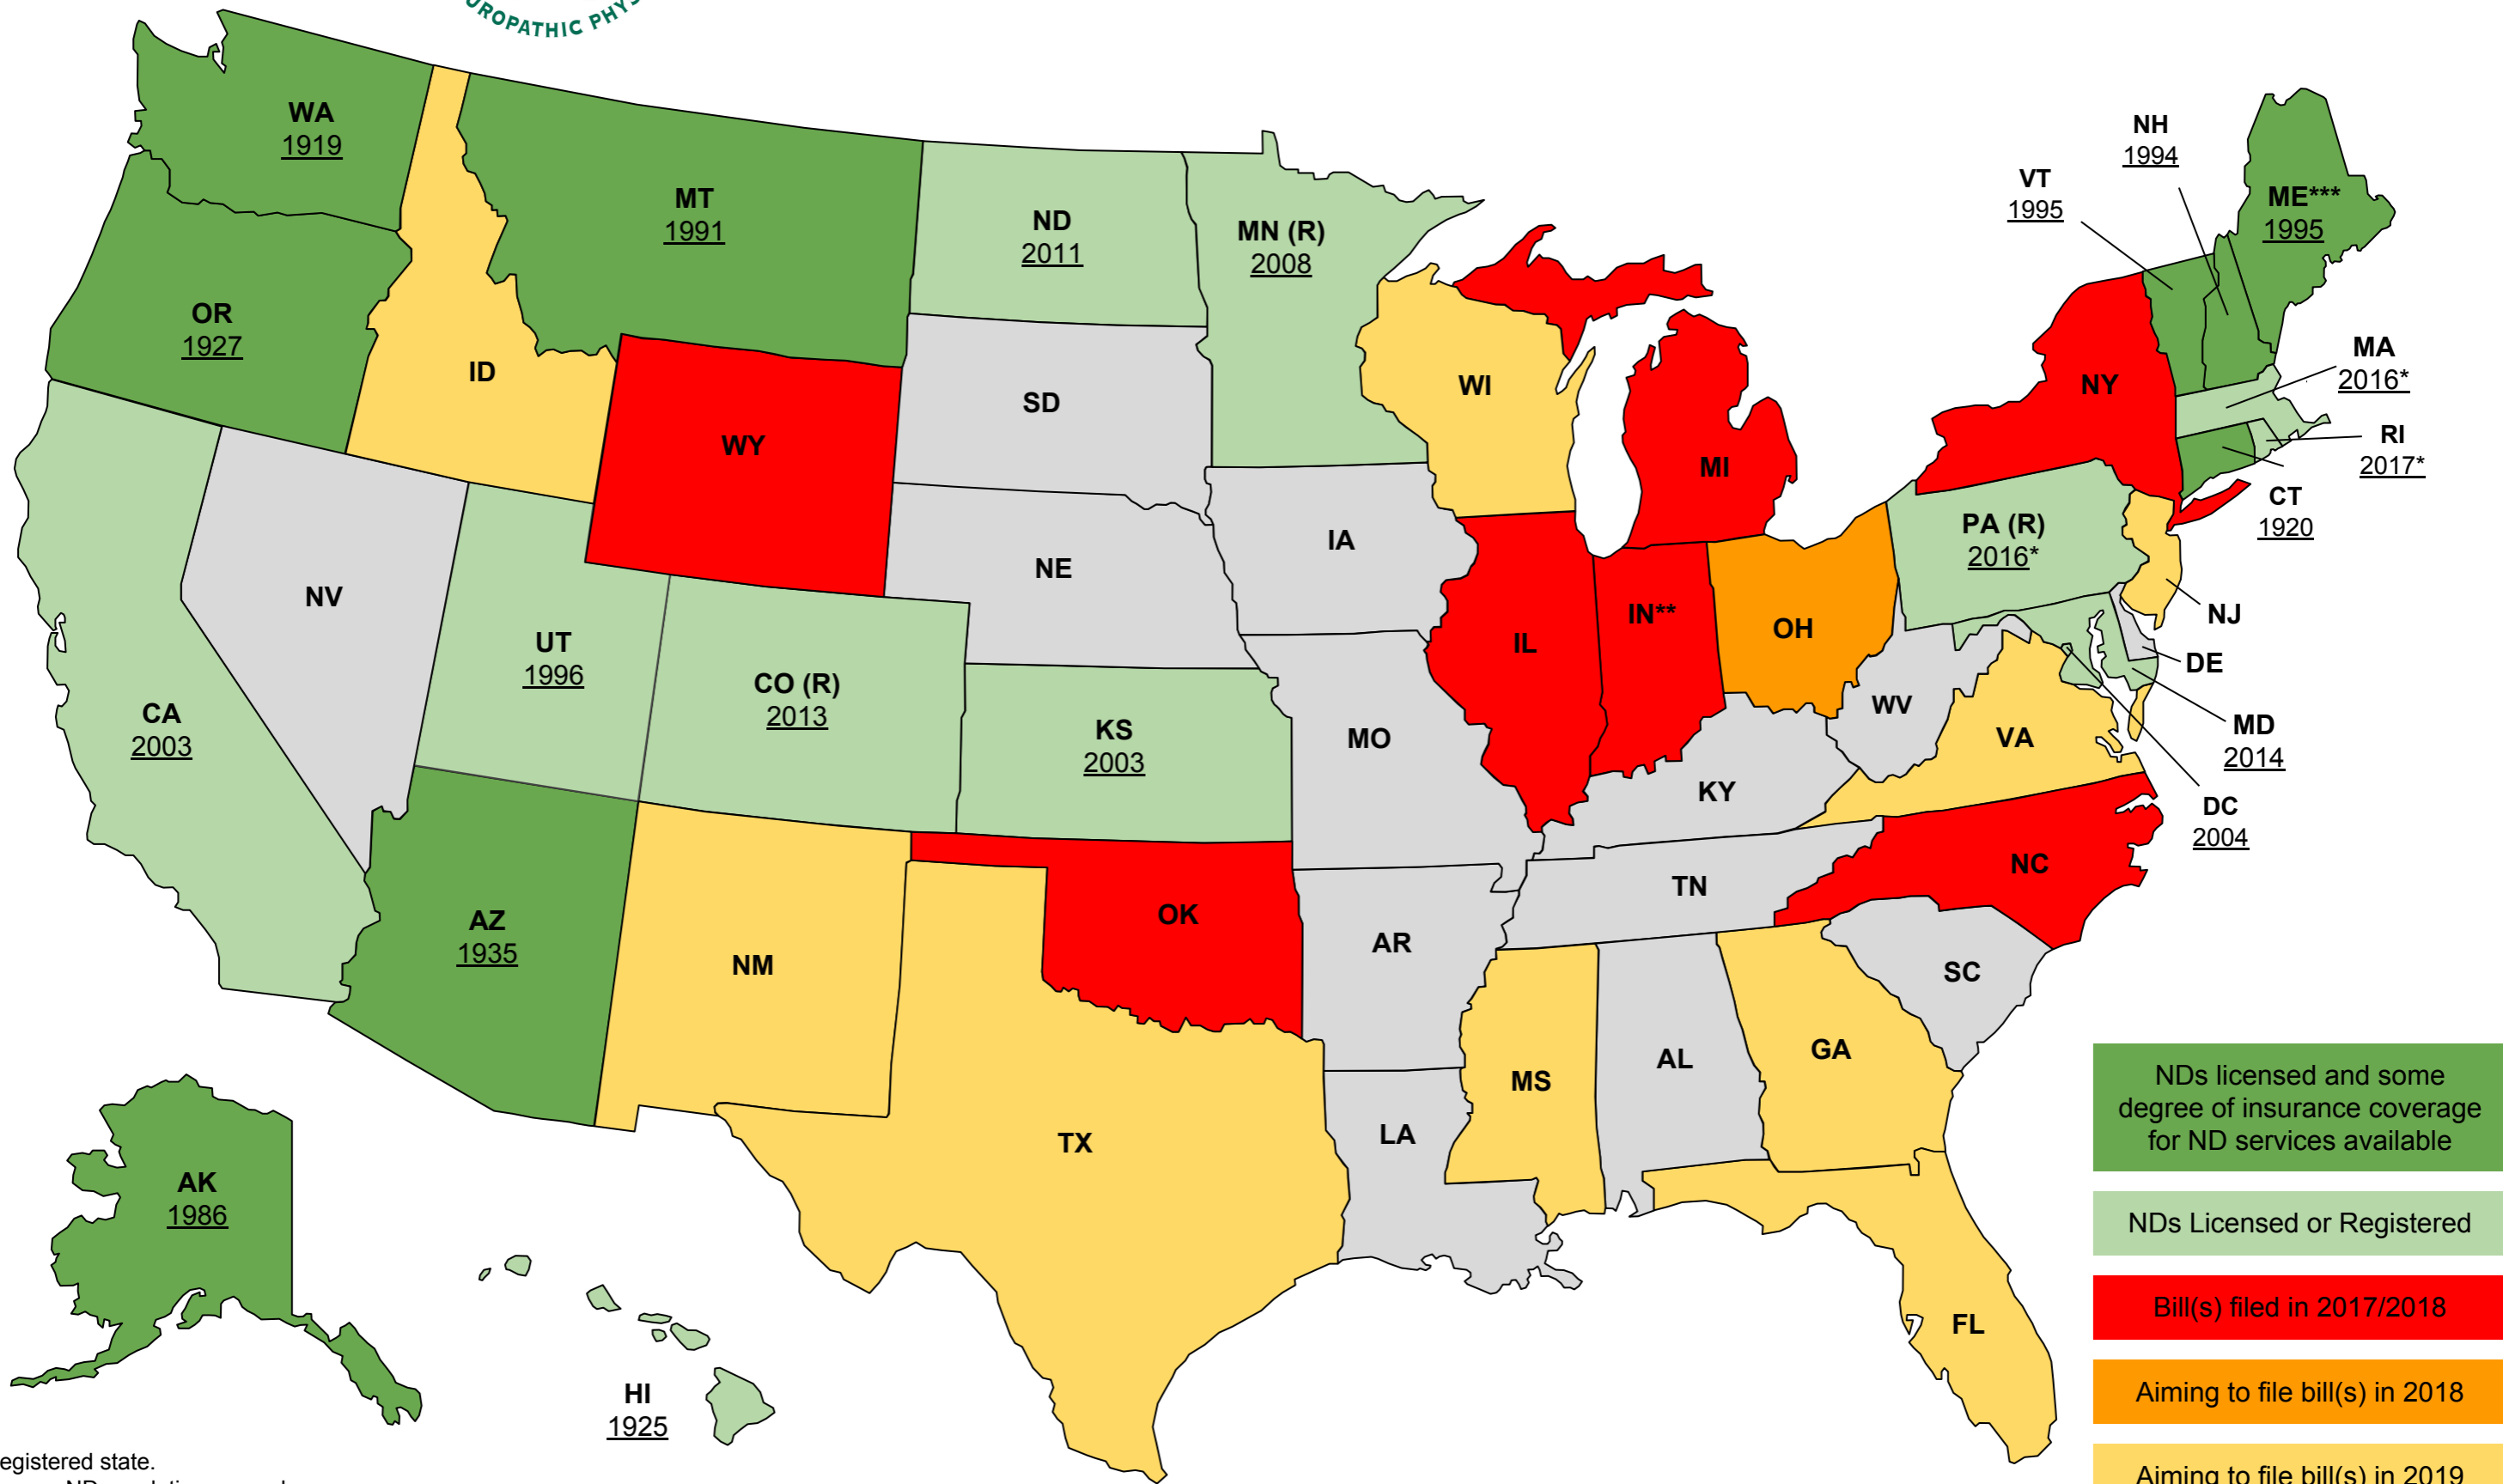 UROPATHIC PHYS
WA
1919
OR
1927
CA
2003
NV
ID
MT
1991
WY
UT
1996
AZ
1935
CO (R)
2013
NM
ND
2011
SD
NE
KS
2003
OK
TX
MN (R)
2008
IA
MO
AR
LA
WI
IL
MI
IN**
OH
KY
TN
MS
AL
GA
FL
SC
NC
VA
WV
PA (R)
2016*
NY
VT
1995
NH
1994
ME***
1995
MA
2016*
RI
2017*
CT
1920
NJ
DE
MD
2014
DC
2004
AK
1986
HI
1925
NDs licensed and some
degree of insurance coverage
for ND services available
NDs Licensed or Registered
Bill(s) filed in 2017/2018
Aiming to file bill(s) in 2018
Aiming to file bill(s) in 2019
egistered state.